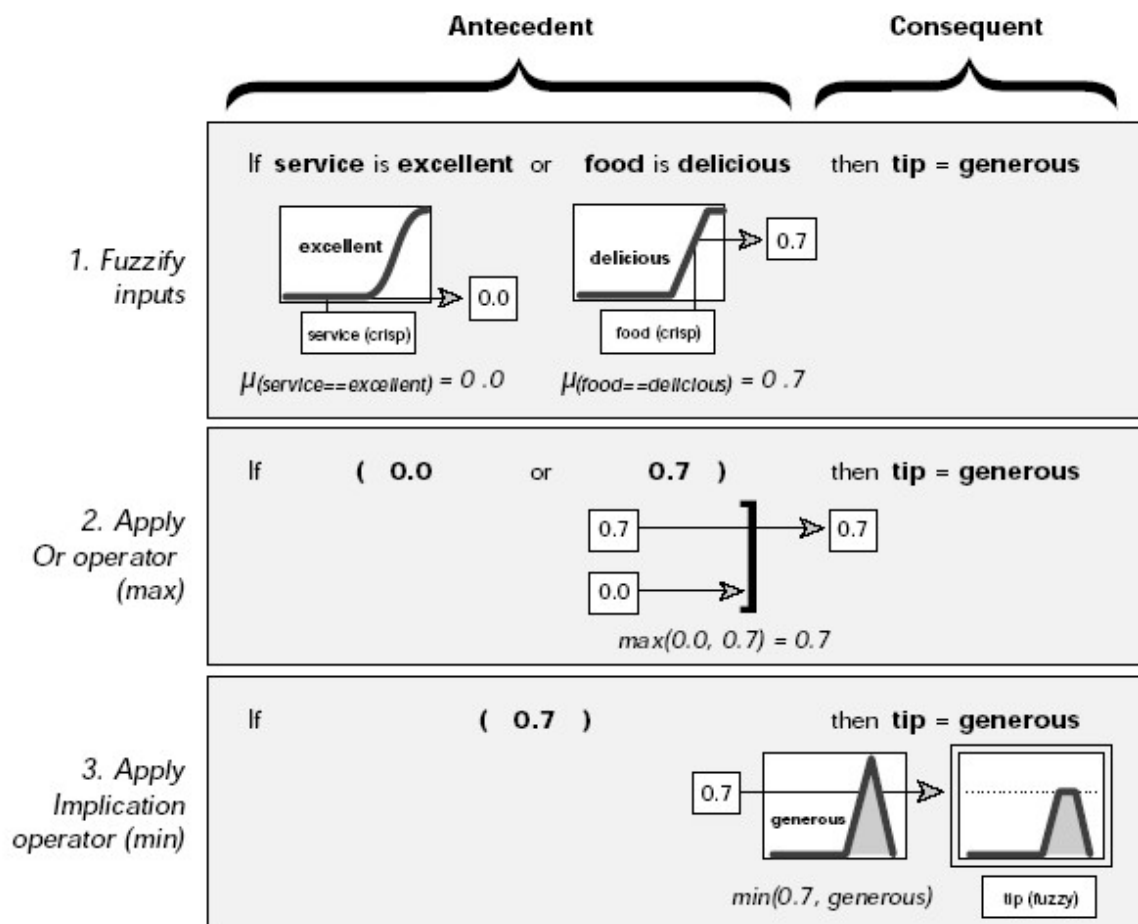 Antecedent Consequent
If service is excellent or food is delicious then tip = generous
1. Fuzzify
inputs
excellent
0.0
service (crisp)
delicious
0.7
food (crisp)
μ(service==excellent) = 0 .0 μ(food==delicious) = 0 .7
2. Apply
Or operator
(max)
If ( 0.0 or 0.7 ) then tip = generous
0.7 0.7
0.0
max(0.0, 0.7) = 0.7
3. Apply
Implication
operator (min)
If ( 0.7 ) then tip = generous
0.7
generous
min(0.7, generous)
tip (fuzzy)